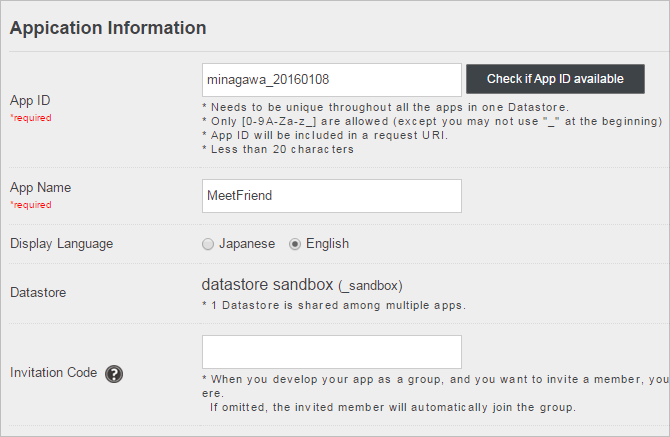 Appication Information
App ID
*required
minagawa_20160108
Check if App ID available
* Needs to be unique throughout all the apps in one Datastore.
* Only [0-9A-Za-z_] are allowed (except you may not use "_" at the beginning)
* App ID will be included in a request URI.
* Less than 20 characters
App Name
*required
MeetFriend
Display Language
Japanese
English
Datastore
datastore sandbox (_sandbox)
* 1 Datastore is shared among multiple apps.
Invitation Code ?
* When you develop your app as a group, and you want to invite a member, you
ere.
If omitted, the invited member will automatically join the group.